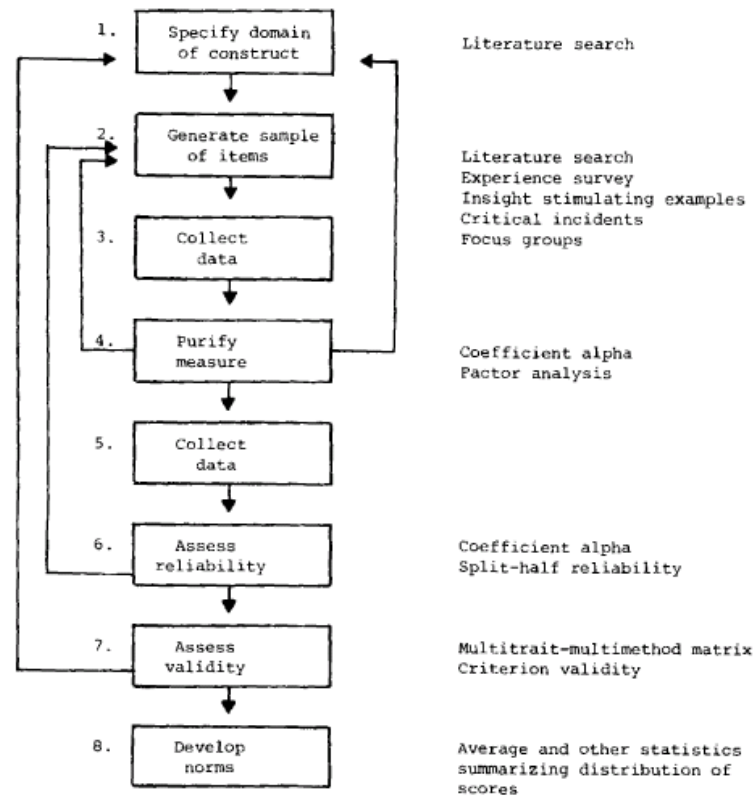 1. Specify domain
of construct
Literature search
2. Generate sample
of items
Literature search
Experience survey
Insight stimulating examples
Critical incidents
Focus groups
3. Collect
data
4. Purify
measure
Coefficient alpha
Pactor analysis
5. Collect
data
6. Assess
reliability
Coefficient alpha
Split-half reliability
7. Assess
validity
Multitrait-multimethod matrix
Criterion validity
8. Develop
norms
Average and other statistics
summarizing distribution of
scores